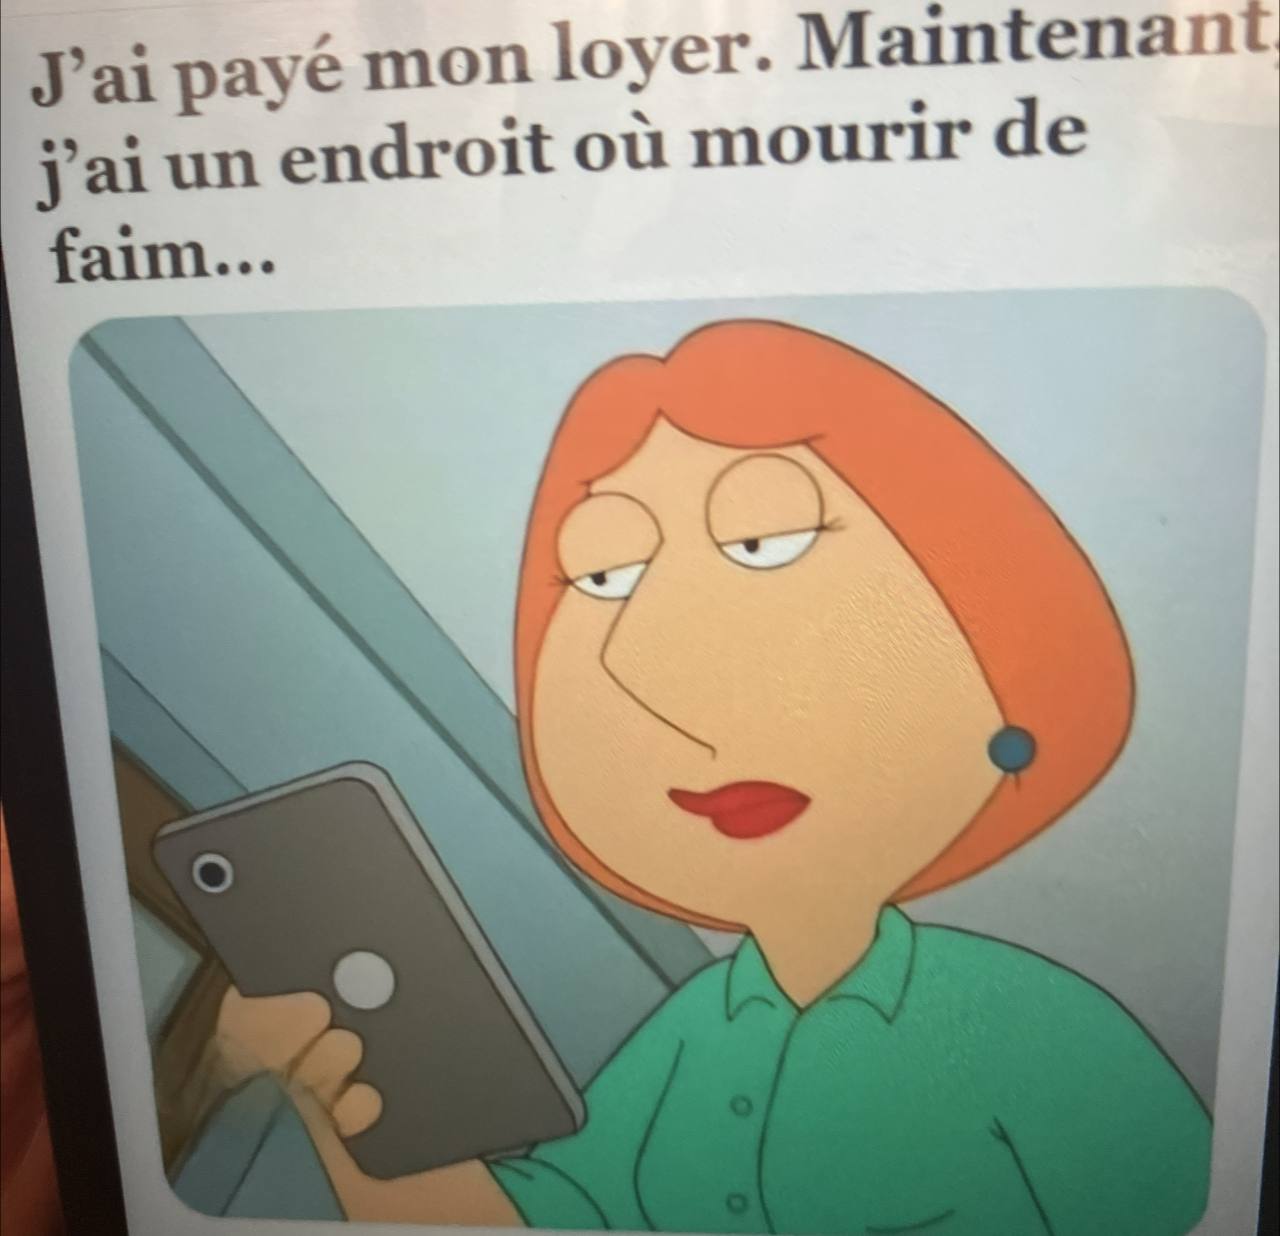 J’ai payé mon loyer. Maintenant,
j’ai un endroit où mourir de
faim...